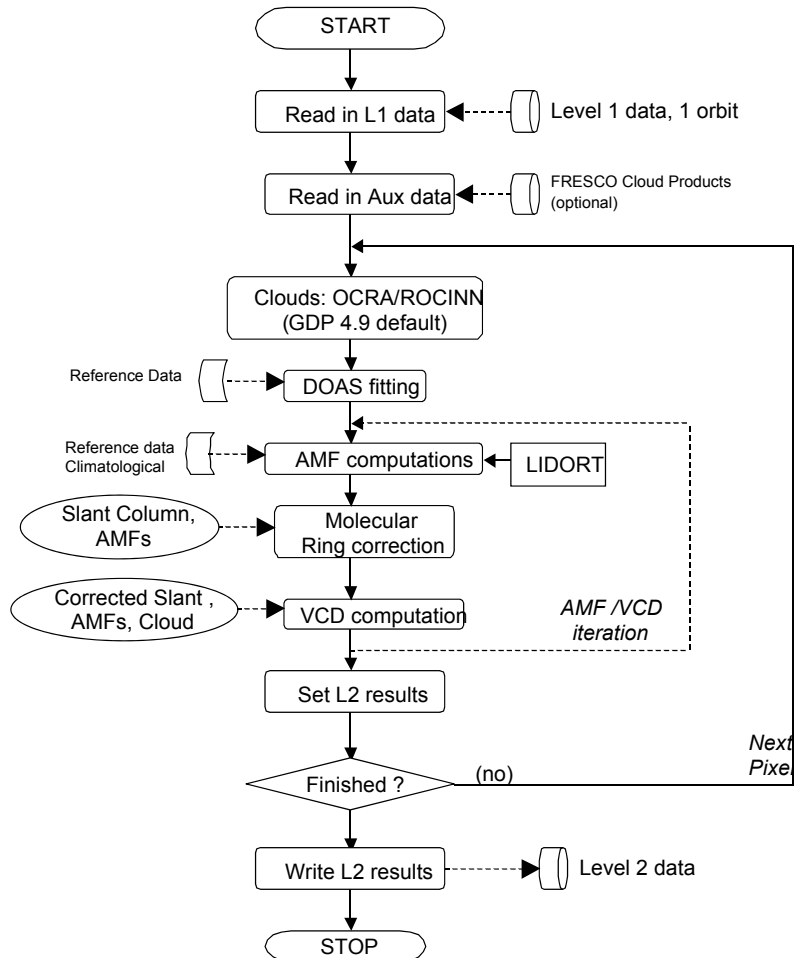 START
Read in L1 data
Level 1 data, 1 orbit
Read in Aux data
FRESCO Cloud Products
(optional)
Clouds: OCRA/ROCINN
(GDP 4.9 default)
Reference Data
DOAS fitting
Reference data
Climatological
AMF computations
LIDORT
Slant Column,
AMFs
Molecular
Ring correction
Corrected Slant ,
AMFs, Cloud
VCD computation
AMF /VCD
iteration
Set L2 results
Next
Pixel
Finished ?
(no)
Write L2 results
Level 2 data
STOP